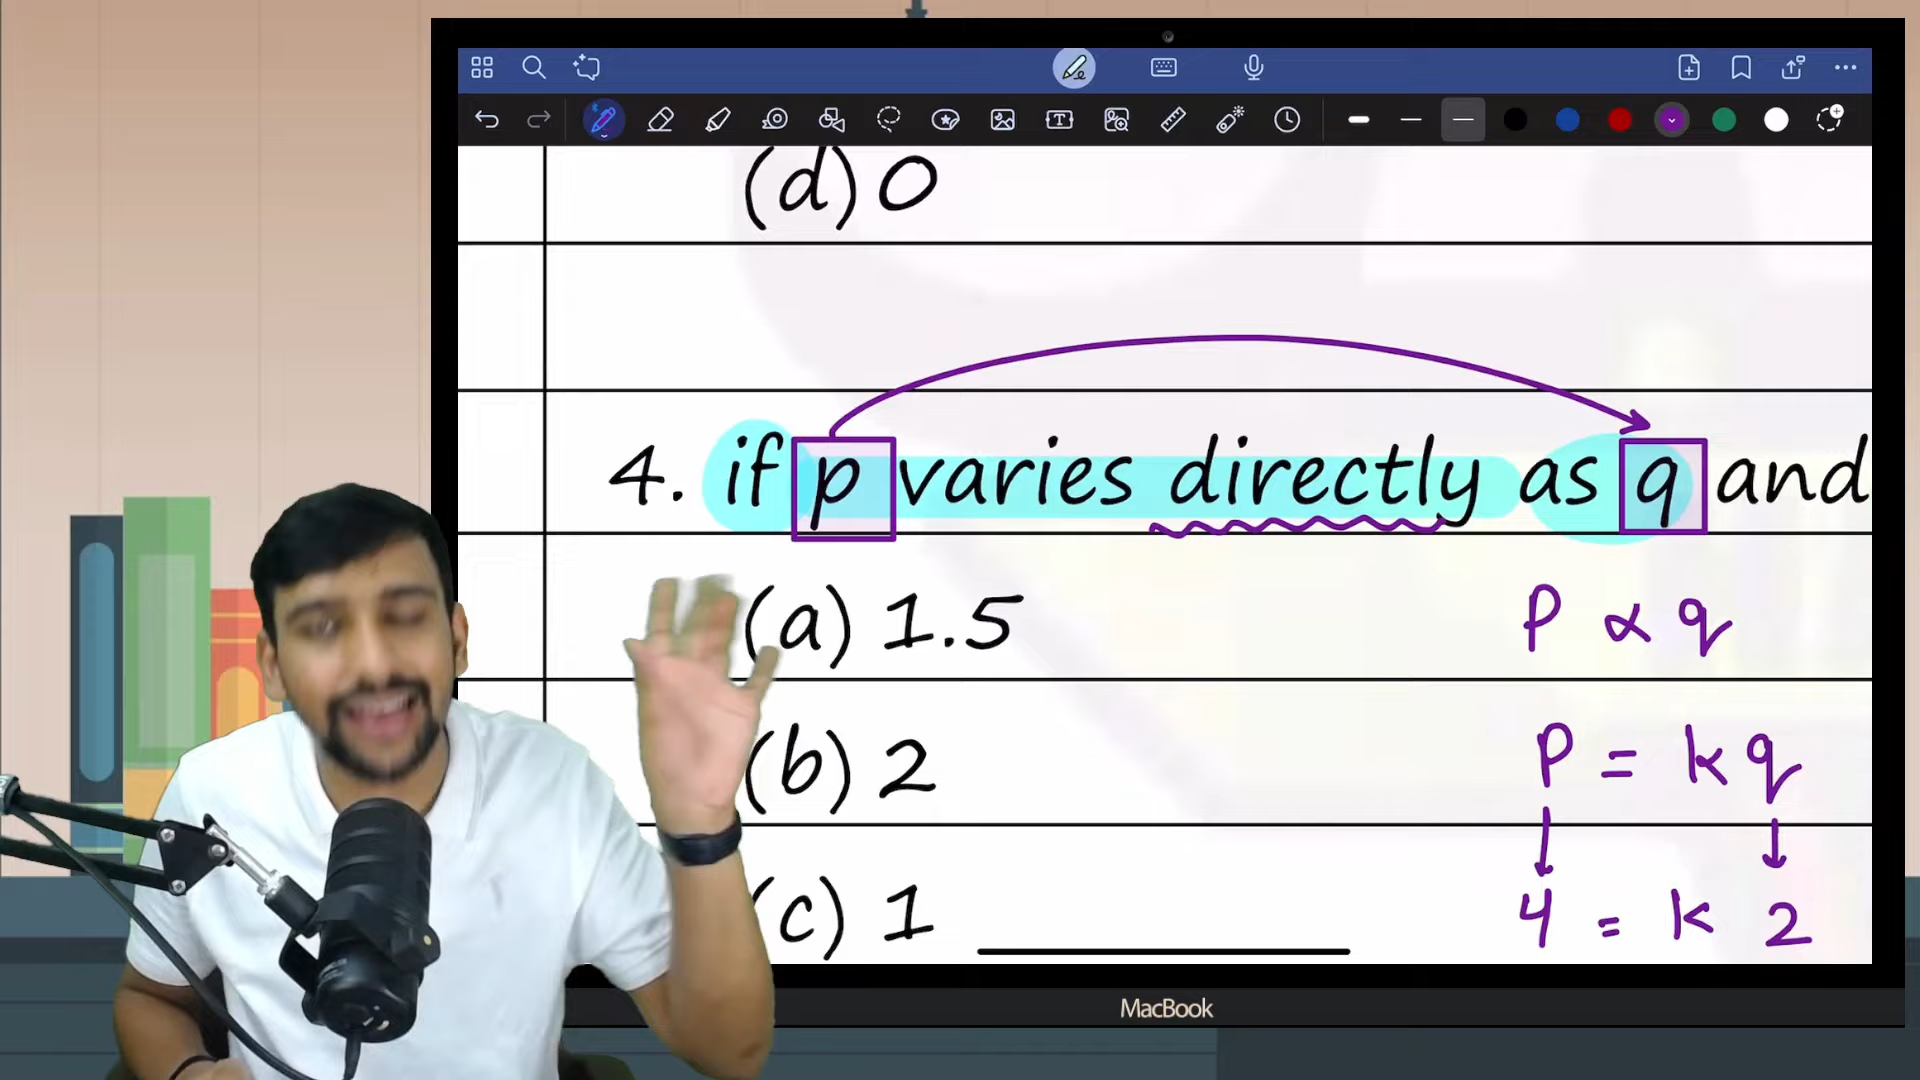 (d) 0
4. if p varies directly as q and
(a) 1.5
p ∝ q
(b) 2
p = k q
(c) 1
4 = k 2
MacBook